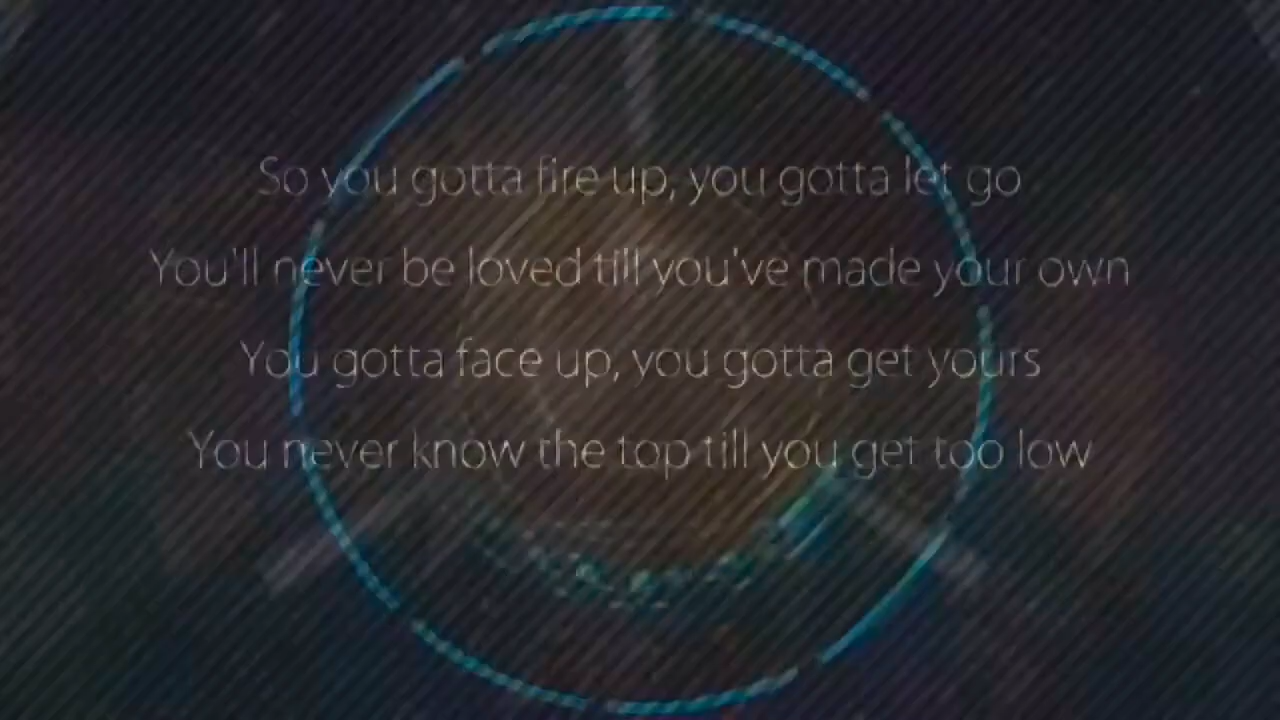 So you gotta fire up, you gotta let go
You'll never be loved till you've made your own
You gotta face up, you gotta get yours
You never know the top till you get too low